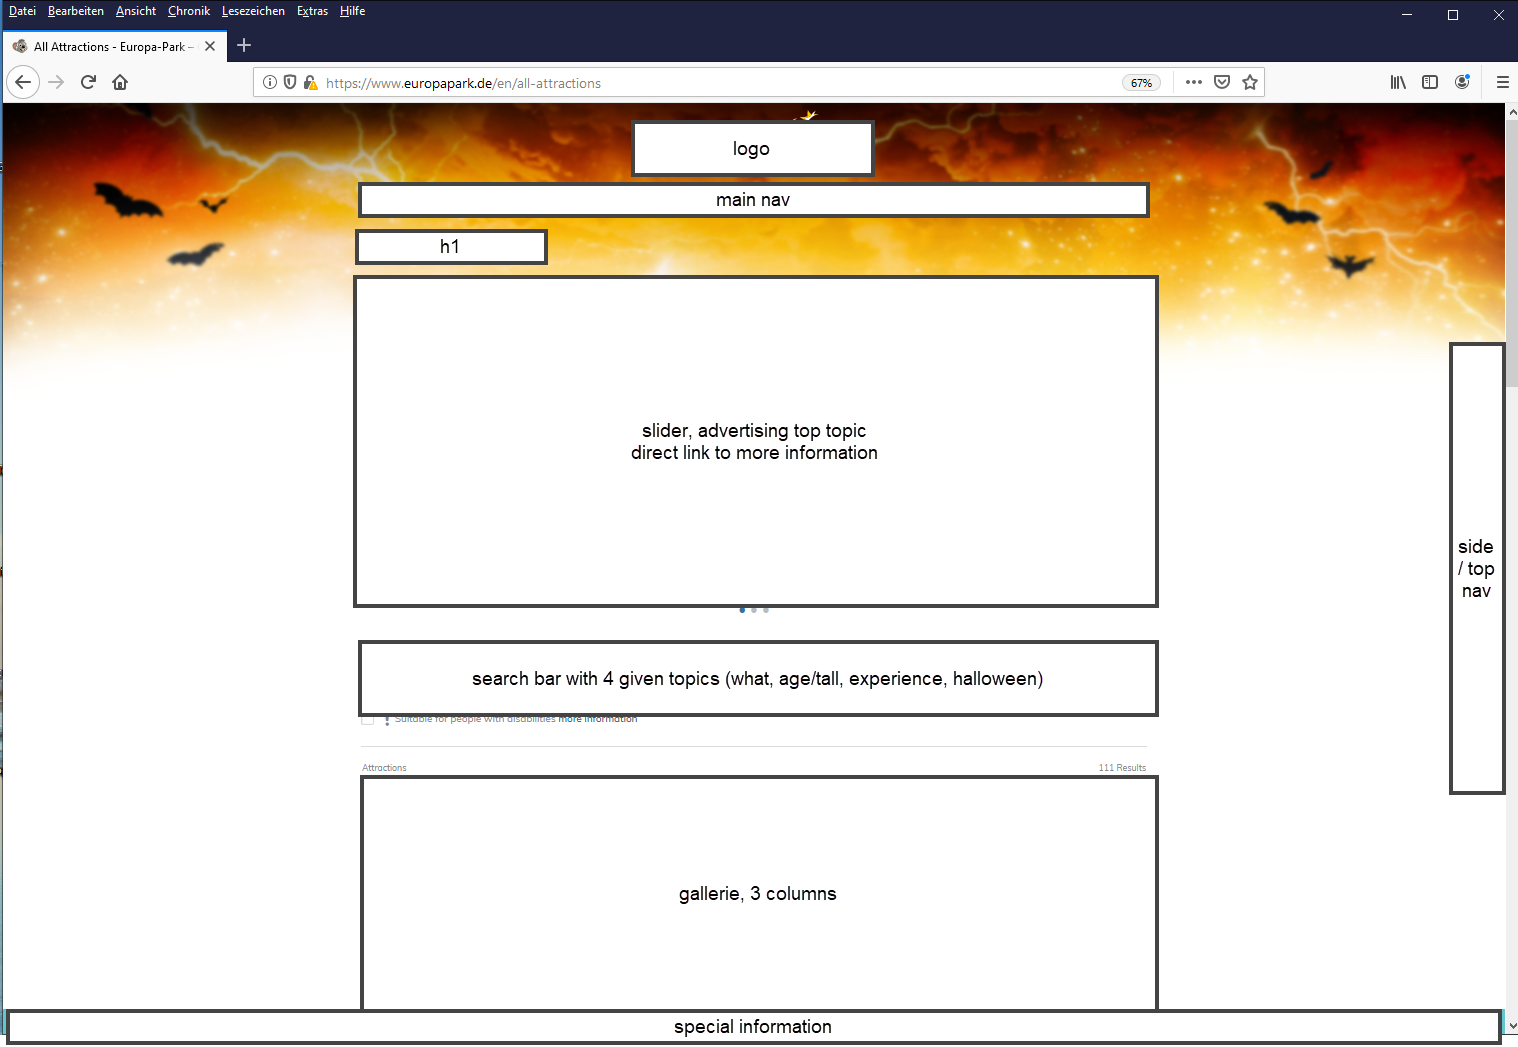 Datei Bearbeiten Ansicht Chronik Lesezeichen Extras Hilfe
All Attractions - Europa-Park –
https://www.europapark.de/en/all-attractions 67%
logo
main nav
h1
slider, advertising top topic
direct link to more information
side
/ top
nav
search bar with 4 given topics (what, age/tall, experience, halloween)
Suitable for people with disabilities more information
Attractions 111 Results
gallerie, 3 columns
special information